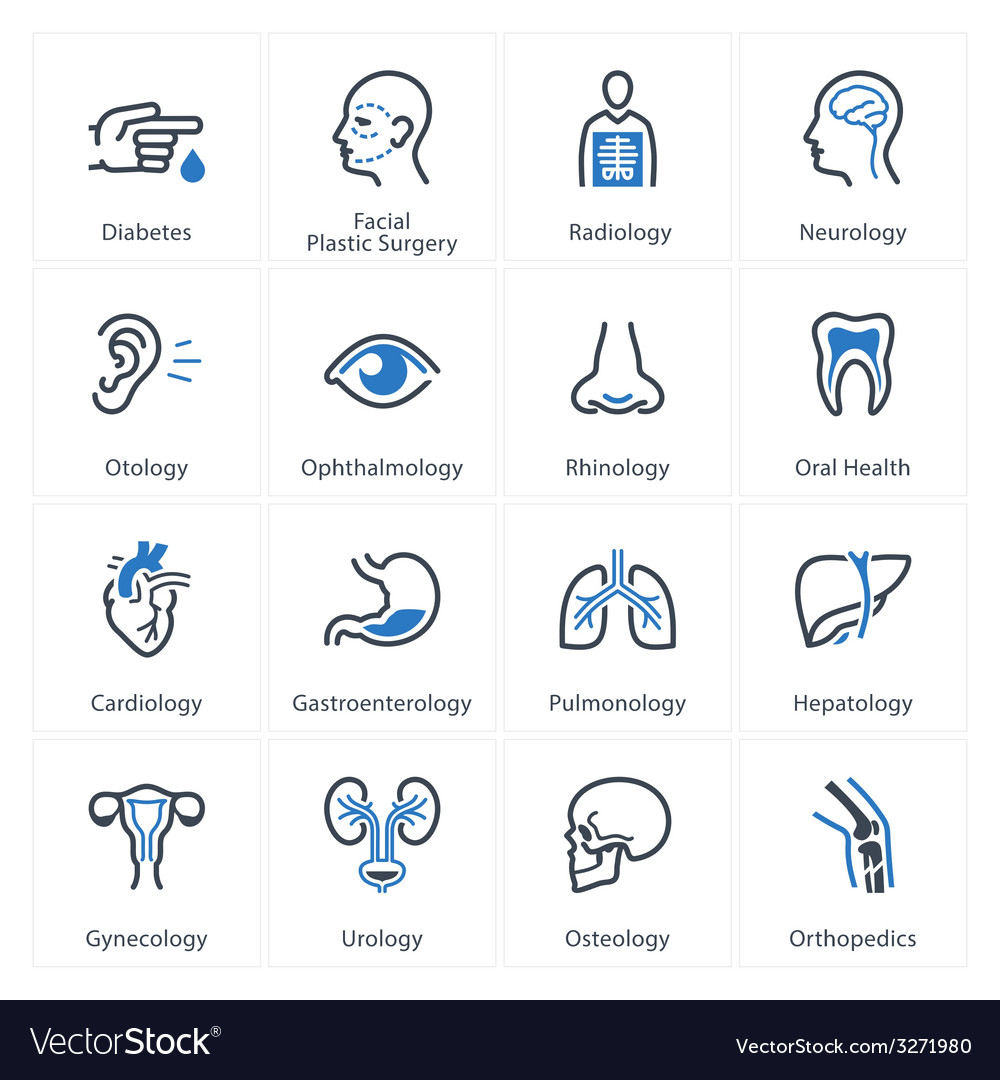 Diabetes
Facial
Plastic Surgery
Radiology
Neurology
Otology
Ophthalmology
Rhinology
Oral Health
Cardiology
Gastroenterology
Pulmonology
Hepatology
Gynecology
Urology
Osteology
Orthopedics
VectorStock®
VectorStock.com/3271980